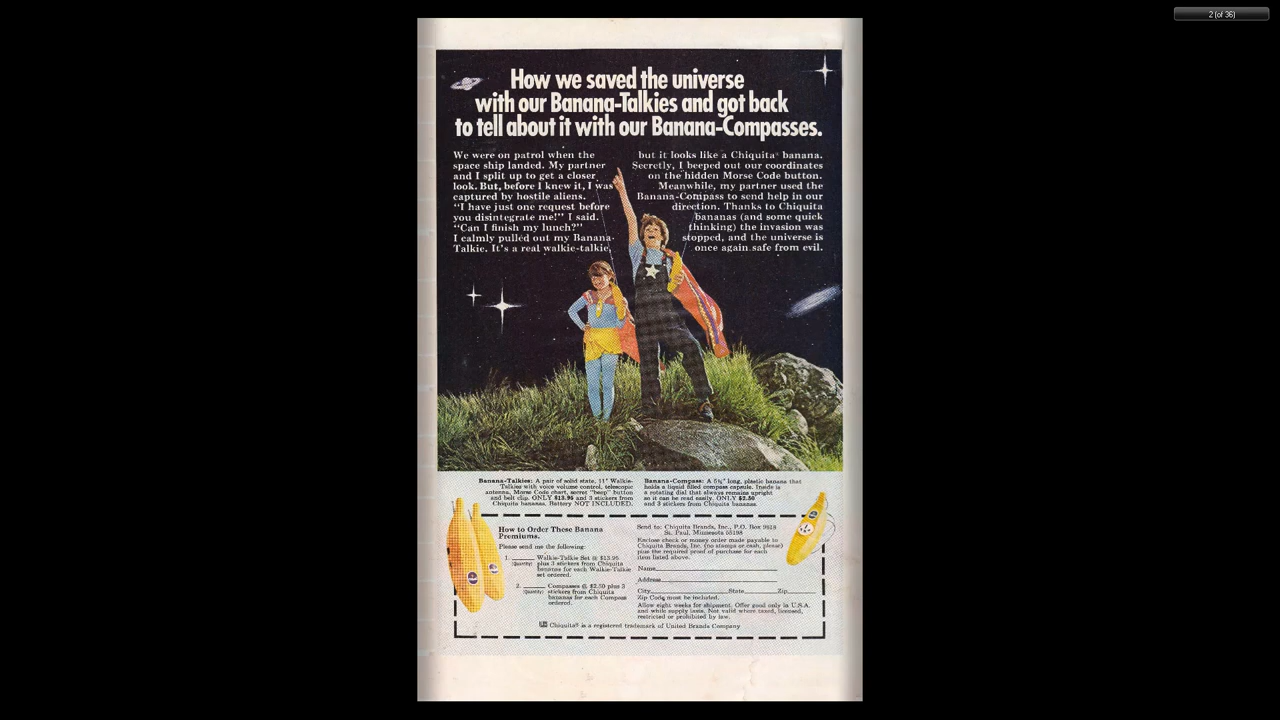 2 (of 36)
How we saved the universe
with our Banana-Talkies and got back
to tell about it with our Banana-Compasses.
We were on patrol when the
space ship landed. My partner
and I split up to get a closer
look. But, before I knew it, I was
captured by hostile aliens.
"I have just one request before
you disintegrate me!" I said.
"Can I finish my lunch?"
I calmly pulled out my Banana-
Talkie. It's a real walkie-talkie,
but it looks like a Chiquita® banana.
Secretly, I beeped out our coordinates
on the hidden Morse Code button.
Meanwhile, my partner used the
Banana-Compass to send help in our
direction. Thanks to Chiquita
bananas (and some quick
thinking) the invasion was
stopped, and the universe is
once again safe from evil.
Banana-Talkies: A pair of solid state, 11" Walkie-
Talkies with voice volume control, telescopic
antenna, Morse Code chart, secret "beep" button
and belt clip. ONLY $13.95 and 3 stickers from
Chiquita bananas. Battery NOT INCLUDED.
Banana-Compass: A 5¾" long, plastic banana that
holds a liquid filled compass capsule. Inside is
a rotating dial that always remains upright
so it can be read easily. ONLY $2.50
and 3 stickers from Chiquita bananas.
How to Order These Banana
Premiums.
Please send me the following:
1. ______ Walkie-Talkie Set @ $13.95
(Quantity) plus 3 stickers from Chiquita
bananas for each Walkie-Talkie
set ordered.
2. ______ Compasses @ $2.50 plus 3
(Quantity) stickers from Chiquita
bananas for each Compass
ordered.
Send to: Chiquita Brands, Inc., P.O. Box
St. Paul, Minnesota
Enclose check or money order made payable to
Chiquita Brands, Inc. (no stamps or cash, please)
plus the required proof of purchase for each
item listed above.
Name
Address
City State Zip
Zip Code must be included.
Allow eight weeks for shipment. Offer good only in U.S.A.
and while supply lasts. Not valid where taxed, licensed,
restricted or prohibited by law.
Chiquita® is a registered trademark of United Brands Company